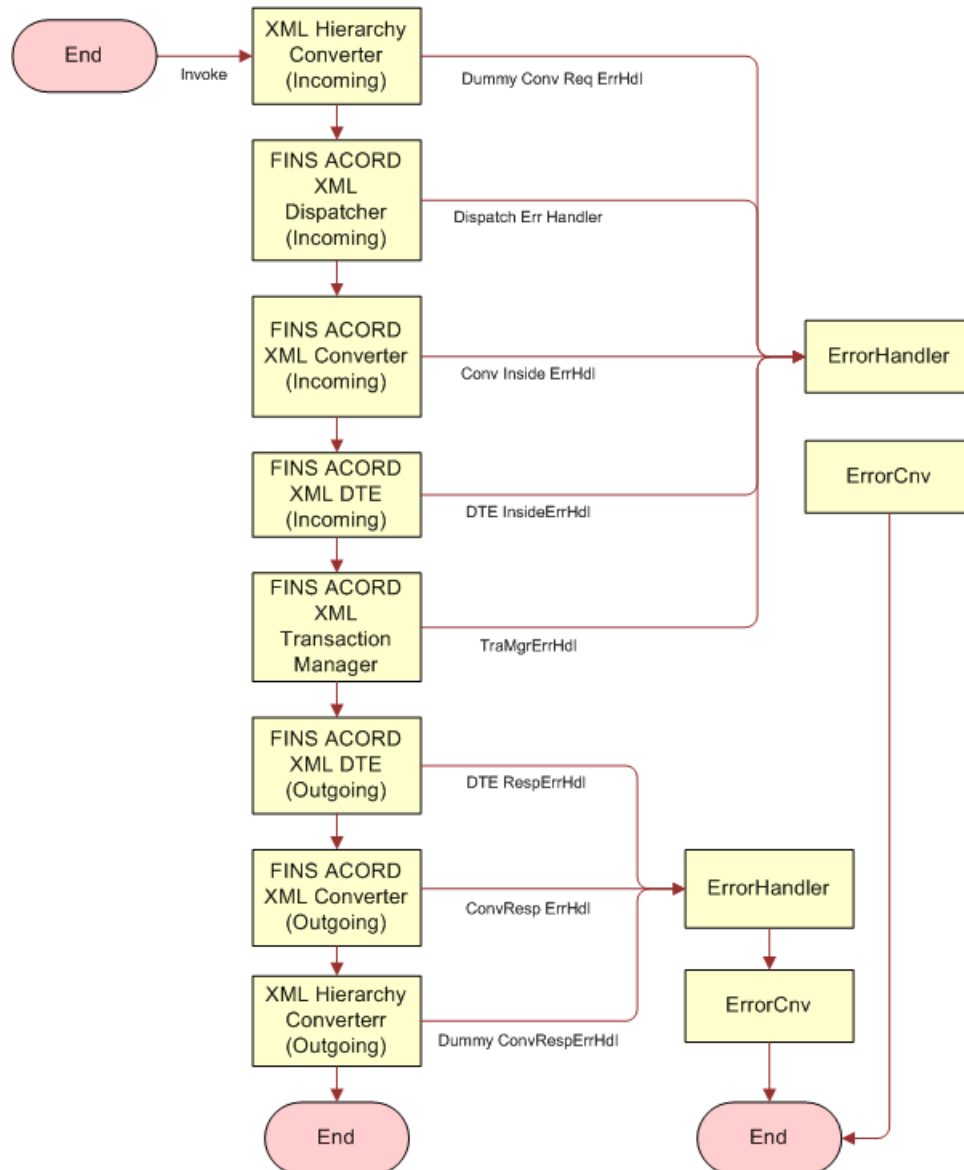 End
Invoke
XML Hierarchy
Converter
(Incoming)
Dummy Conv Req ErrHdl
FINS ACORD
XML
Dispatcher
(Incoming)
Dispatch Err Handler
FINS ACORD
XML Converter
(Incoming)
Conv Inside ErrHdl
ErrorHandler
ErrorCnv
FINS ACORD
XML DTE
(Incoming)
DTE InsideErrHdl
FINS ACORD
XML
Transaction
Manager
TraMgrErrHdl
FINS ACORD
XML DTE
(Outgoing)
DTE RespErrHdl
FINS ACORD
XML Converter
(Outgoing)
ConvResp ErrHdl
ErrorHandler
XML Hierarchy
Converterr
(Outgoing)
Dummy ConvRespErrHdl
ErrorCnv
End
End